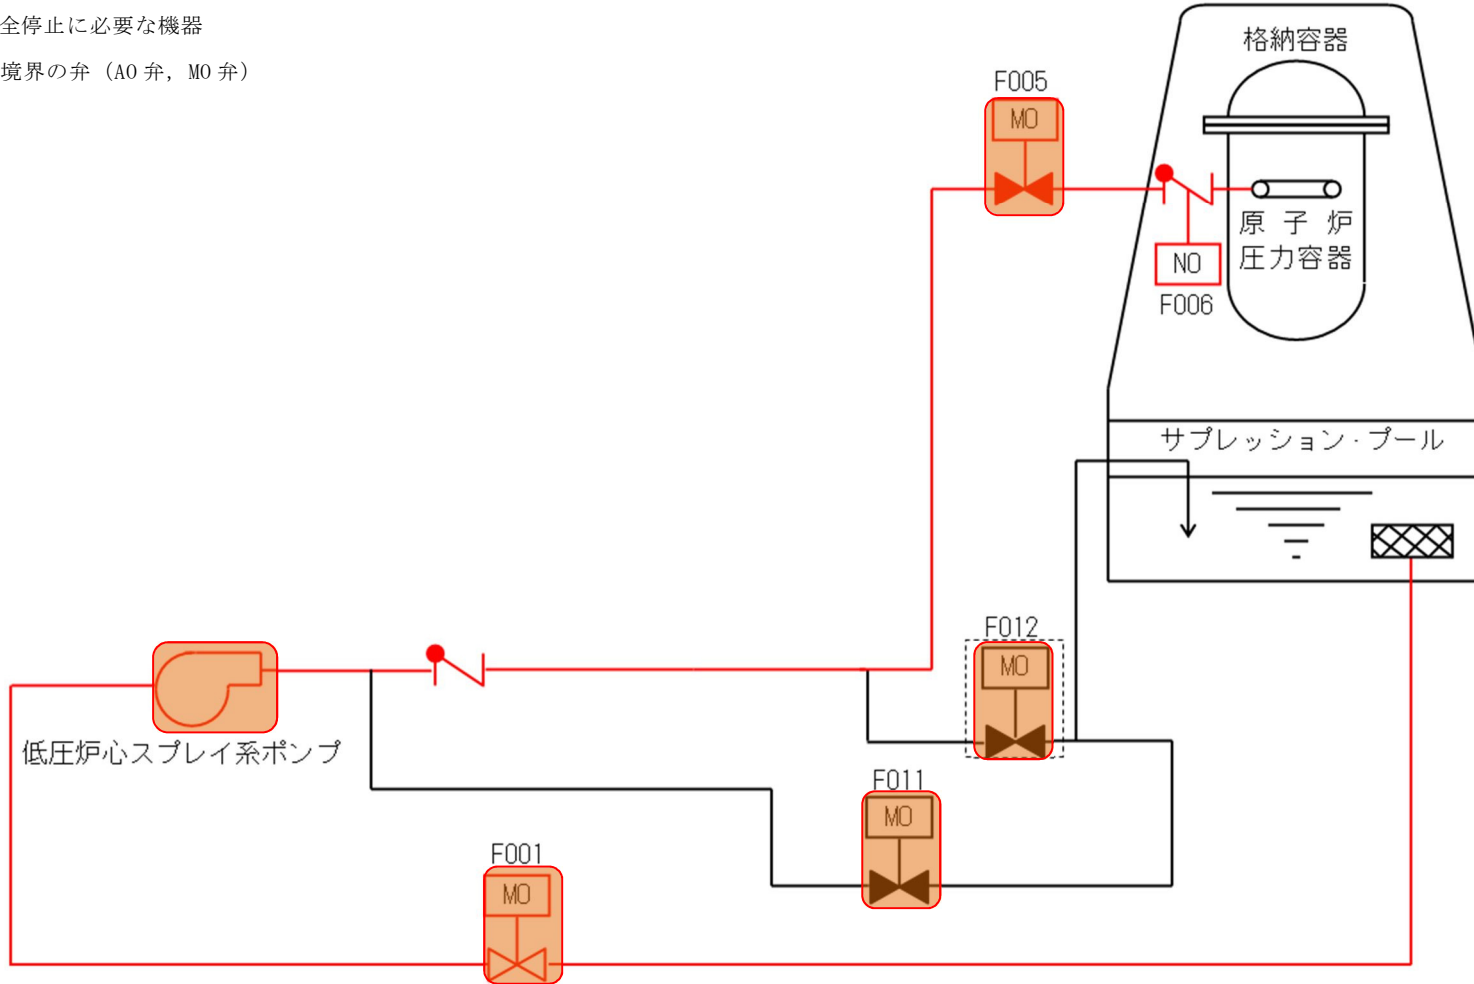 全停止に必要な機器
境界の弁（AO 弁, MO 弁）
格納容器
F005
MO
原 子 炉
圧力容器
NO
F006
サプレッション・プール
F012
MO
低圧炉心スプレイ系ポンプ
F011
MO
F001
MO